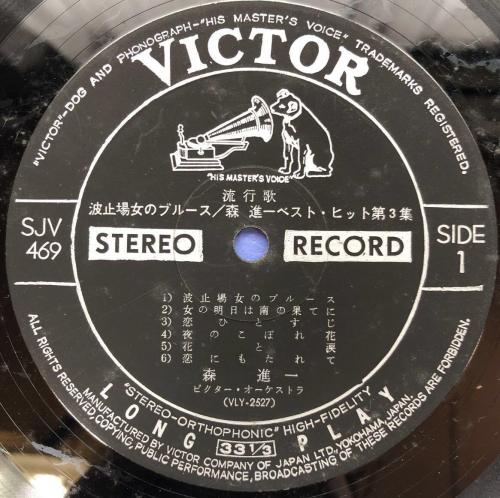 "VICTOR"–DOG AND PHONOGRAPH–"HIS MASTER'S VOICE" TRADEMARKS REGISTERED.
VICTOR
"HIS MASTER'S VOICE"
流行歌
波止場女のブルース/森 進一ベスト・ヒット第3集
SJV
469
STEREO
RECORD
SIDE
1
1) 波止場女のブルース
2) 女の明日は南の果てに
3) 恋ひとすじ
4) 夜のこぼれ花
5) 花と涙
6) 恋にもたれて
森 進一
ビクター・オーケストラ
(VLY-2527)
"STEREO-ORTHOPHONIC" HIGH-FIDELITY
LONG 33 1/3 PLAY
MANUFACTURED BY VICTOR COMPANY OF JAPAN LTD. YOKOHAMA, JAPAN.
ALL RIGHTS RESERVED, COPYING, PUBLIC PERFORMANCE, BROADCASTING OF THESE RECORDS ARE FORBIDDEN.